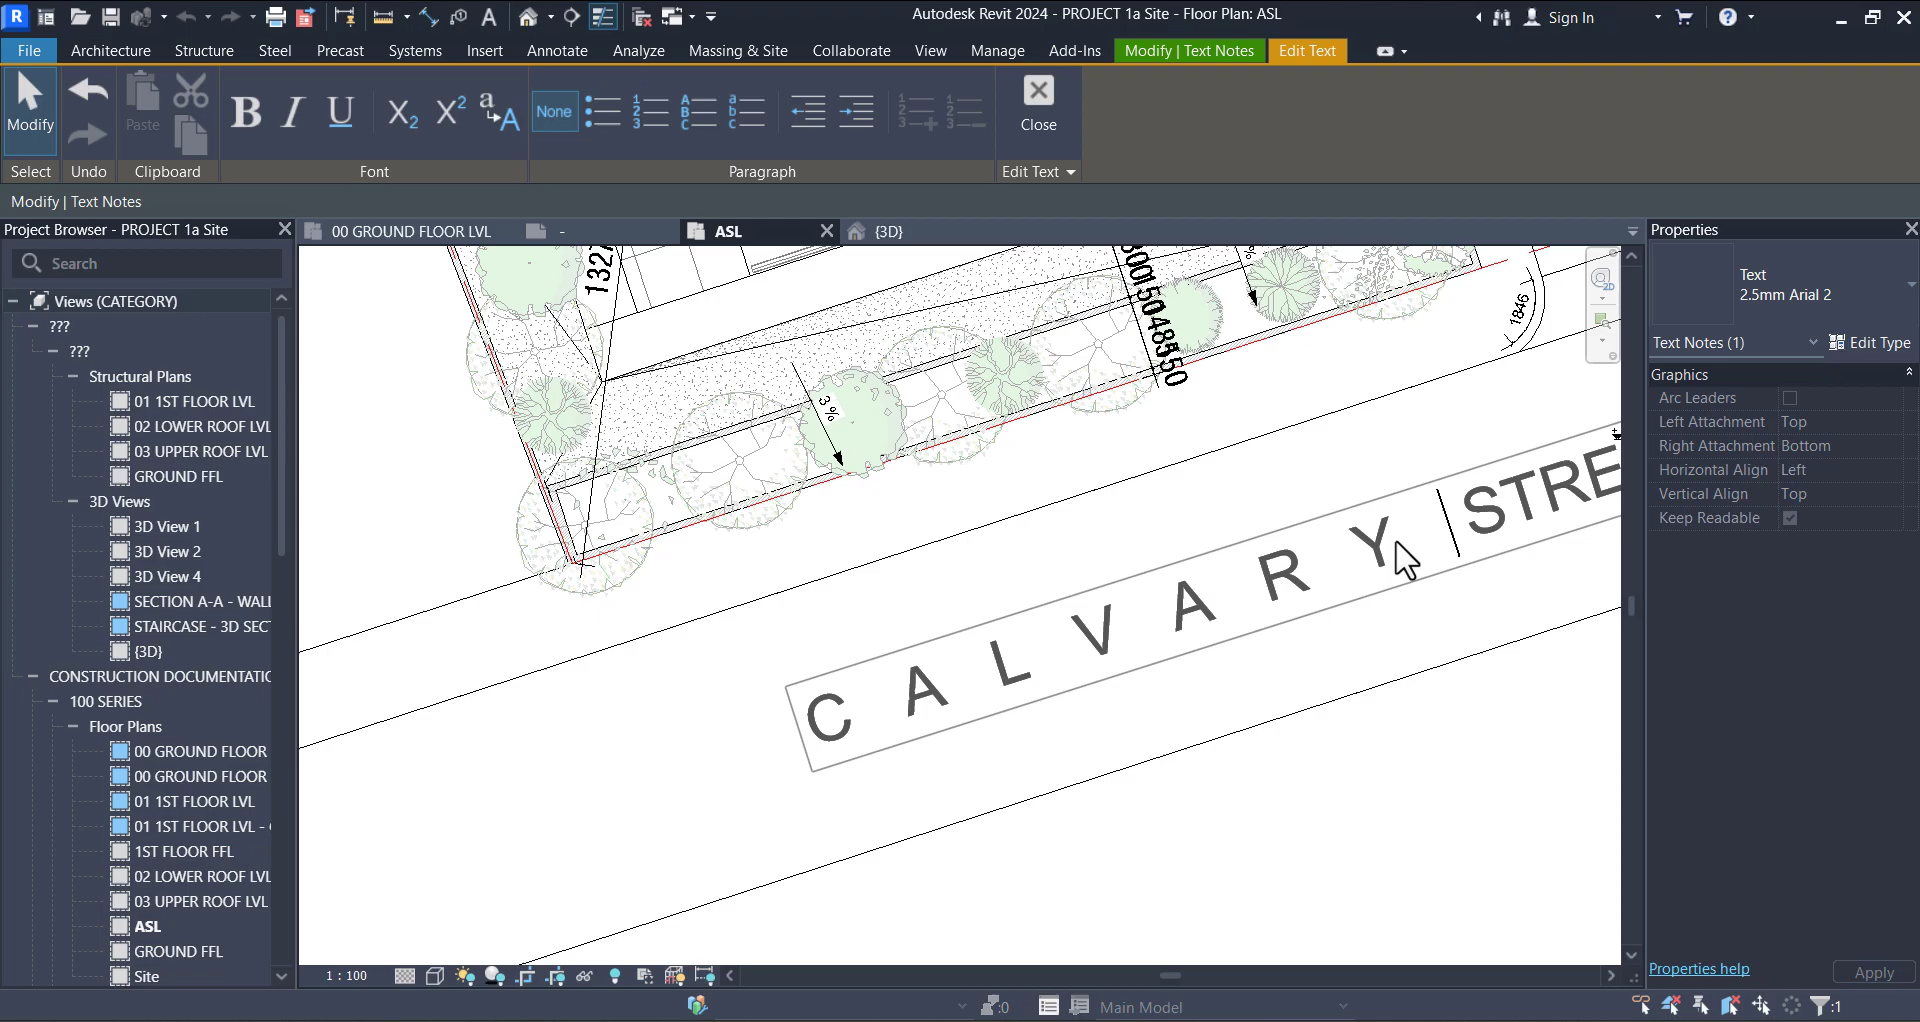 Autodesk Revit 2024 - PROJECT 1a Site - Floor Plan: ASL
Sign In
File Architecture Structure Steel Precast Systems Insert Annotate Analyze Massing & Site Collaborate View Manage Add-Ins Modify | Text Notes Edit Text
Modify Paste None Close
Select Undo Clipboard Font Paragraph Edit Text
Modify | Text Notes
Project Browser - PROJECT 1a Site
00 GROUND FLOOR LVL - ASL {3D}
Properties
Search
Views (CATEGORY)
???
???
Structural Plans
01 1ST FLOOR LVL
02 LOWER ROOF LVL
03 UPPER ROOF LVL
GROUND FFL
3D Views
3D View 1
3D View 2
3D View 4
SECTION A-A - WALL
STAIRCASE - 3D SECT
{3D}
CONSTRUCTION DOCUMENTATIO
100 SERIES
Floor Plans
00 GROUND FLOOR
00 GROUND FLOOR
01 1ST FLOOR LVL
01 1ST FLOOR LVL -
1ST FLOOR FFL
02 LOWER ROOF LVL
03 UPPER ROOF LVL
ASL
GROUND FFL
Site
3 %
1846
C A L V A R Y STRE
Text
2.5mm Arial 2
Text Notes (1) Edit Type
Graphics
Arc Leaders
Left Attachment Top
Right Attachment Bottom
Horizontal Align Left
Vertical Align Top
Keep Readable
Properties help Apply
1 : 100
:0 Main Model :1